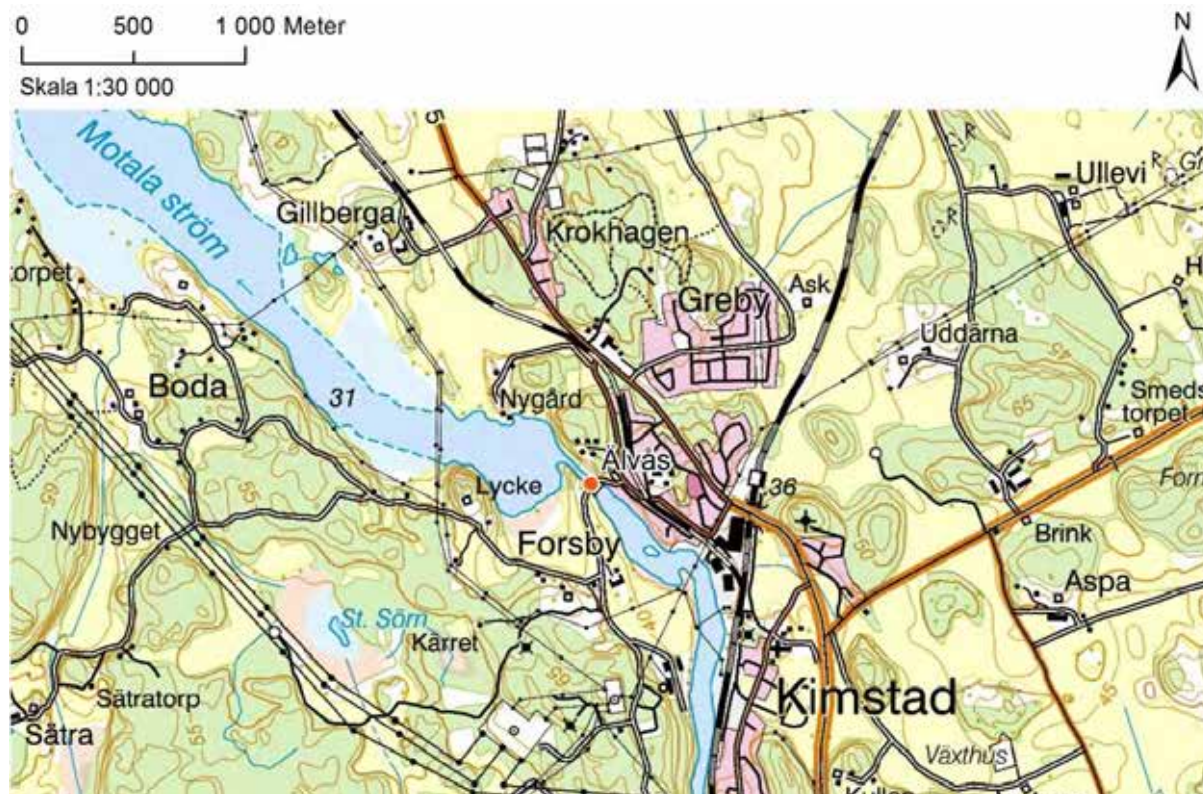 0 500 1 000 Meter
Skala 1:30 000
N
Motala ström
Gillberga
Krokhagen
Ullevi
torpet
Greby
Ask
H
Uddärna
Boda
31
Nygård
Smeds
torpet
Älvås
Lycke
36
Nybygget
Forsby
Brink
Aspa
St. Sörn
Kärret
Sätratorp
Kimstad
Sätra
Växthus